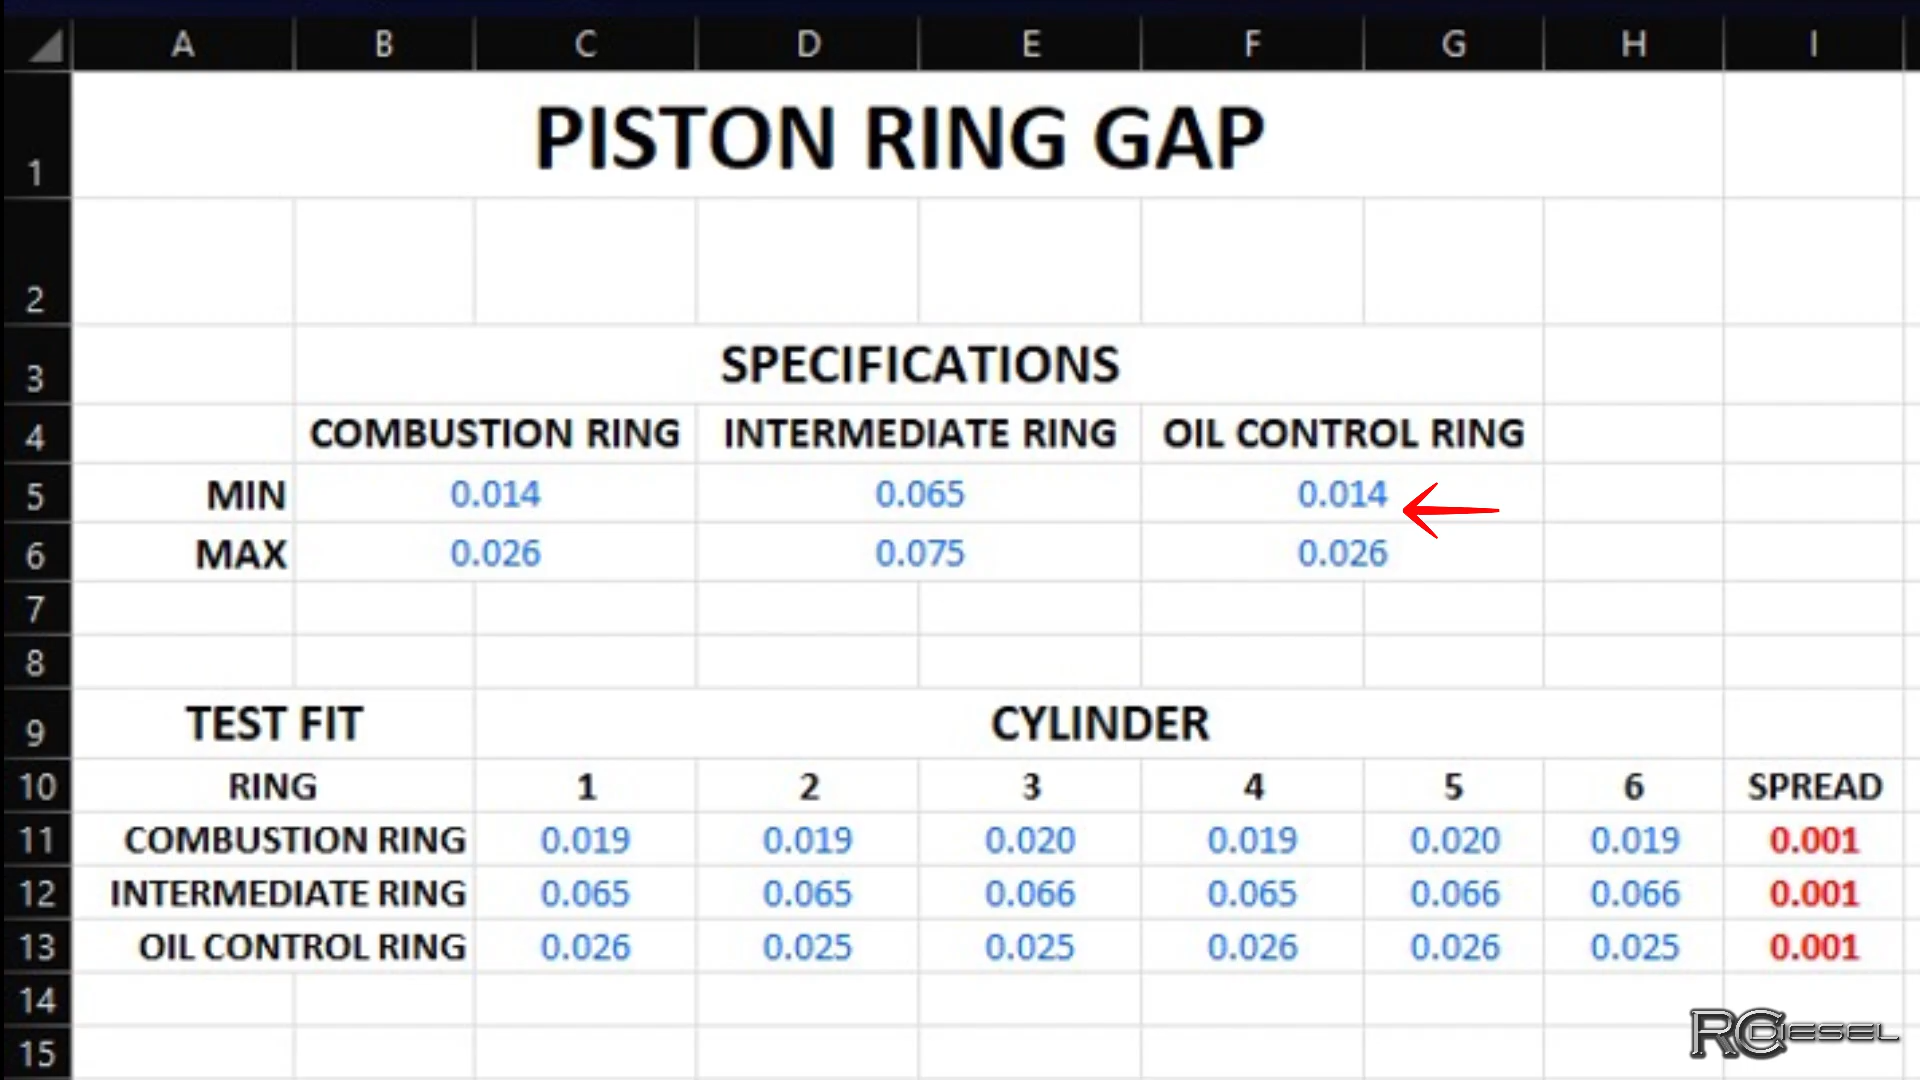 A B C D E F G H I
1 PISTON RING GAP
2
3 SPECIFICATIONS
4 COMBUSTION RING INTERMEDIATE RING OIL CONTROL RING
5 MIN 0.014 0.065 0.014
6 MAX 0.026 0.075 0.026
7
8
9 TEST FIT CYLINDER
10 RING 1 2 3 4 5 6 SPREAD
11 COMBUSTION RING 0.019 0.019 0.020 0.019 0.020 0.019 0.001
12 INTERMEDIATE RING 0.065 0.065 0.066 0.065 0.066 0.066 0.001
13 OIL CONTROL RING 0.026 0.025 0.025 0.026 0.026 0.025 0.001
14
15
RCDIESEL